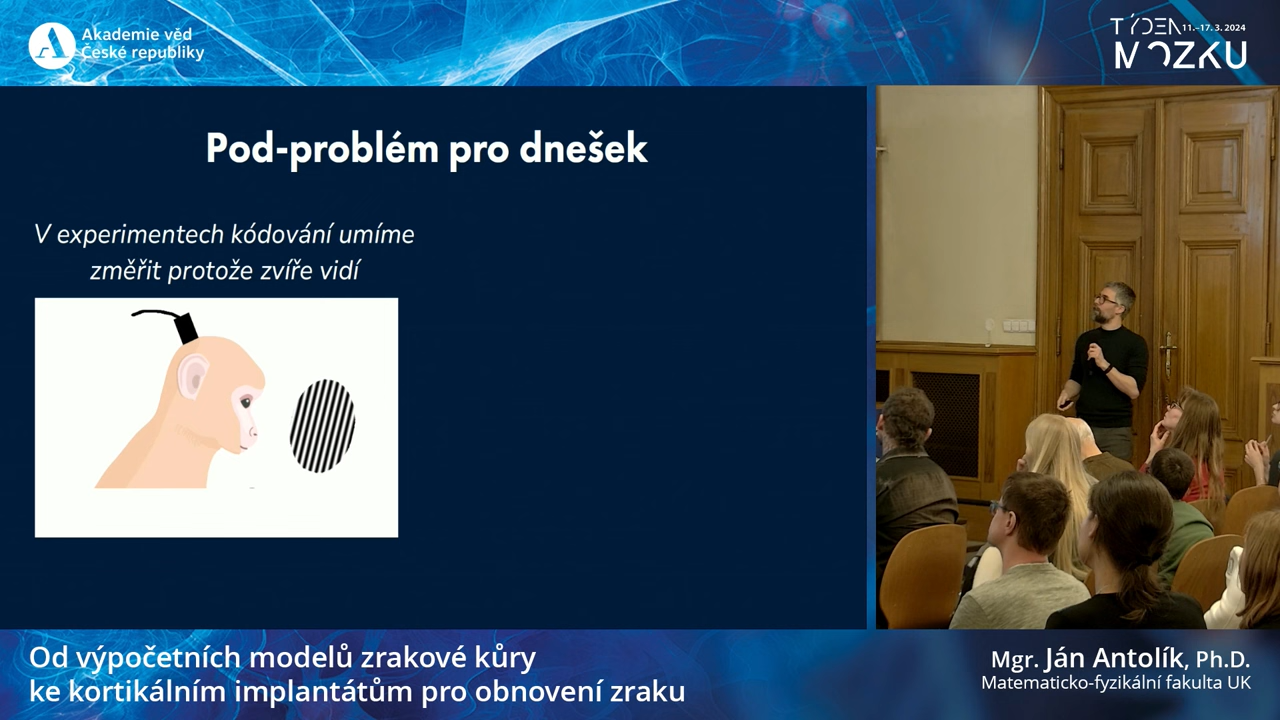 Akademie věd
České republiky
TÝDEN 11.–17. 3. 2024
MOZKU
Pod-problém pro dnešek
V experimentech kódování umíme
změřit protože zvíře vidí
Od výpočetních modelů zrakové kůry
ke kortikálním implantátům pro obnovení zraku
Mgr. Ján Antolík, Ph.D.
Matematicko-fyzikální fakulta UK